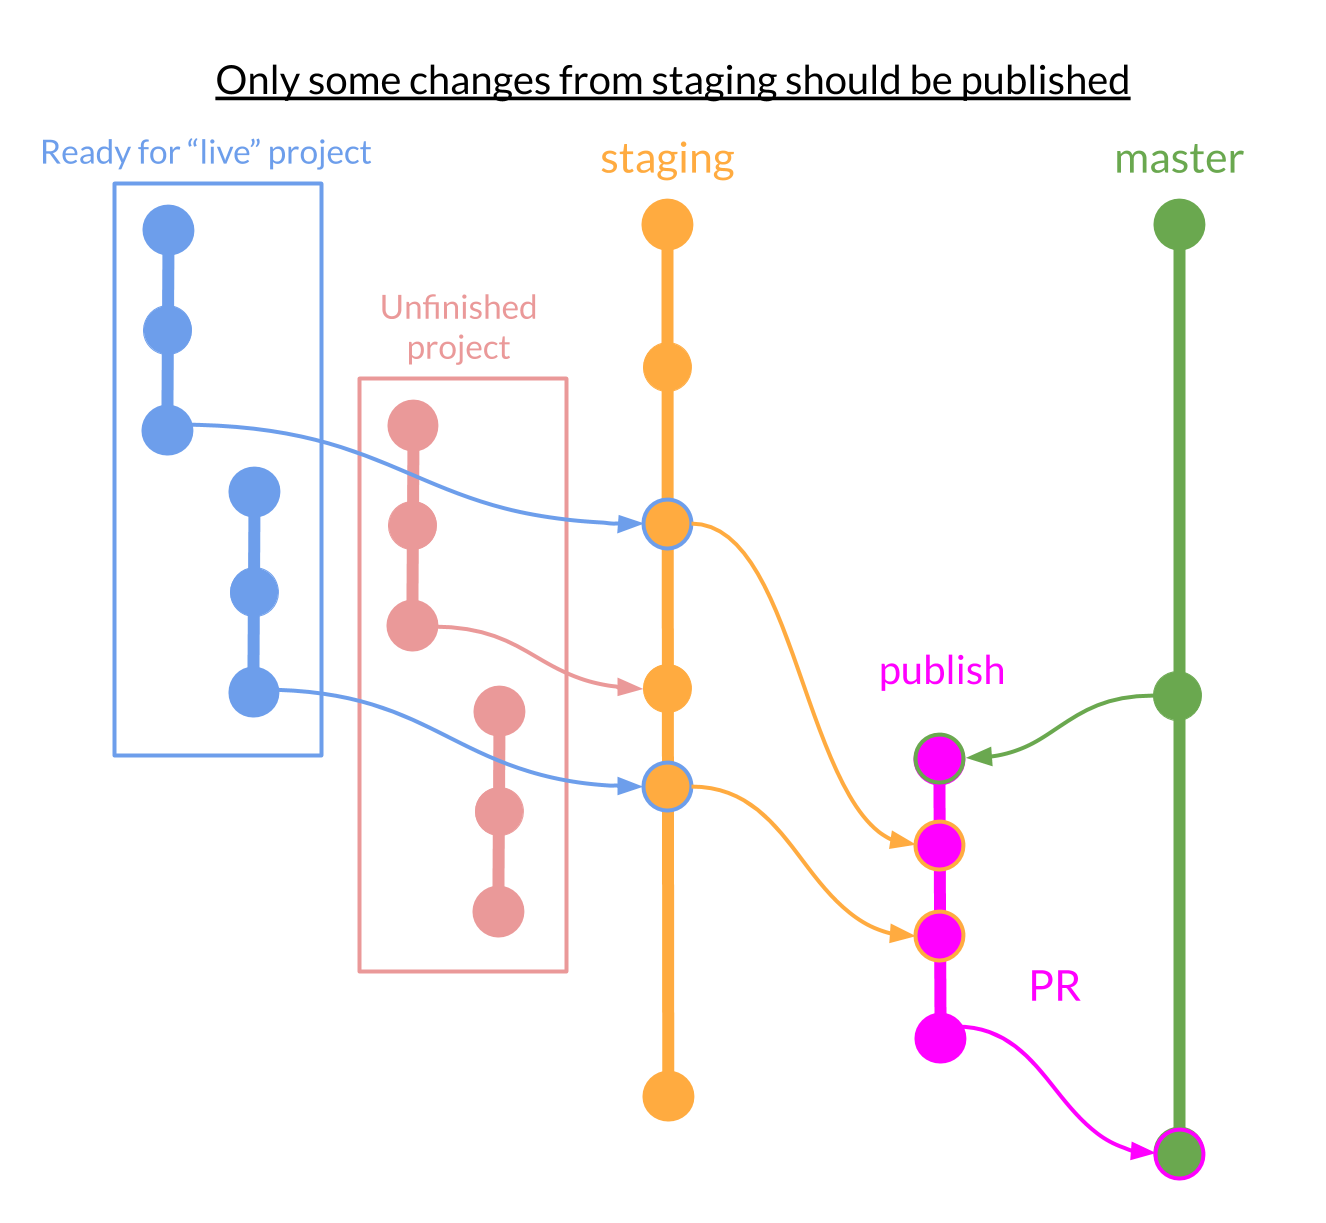 Only some changes from staging should be published
Ready for “live” project
staging
master
Unfinished
project
publish
PR